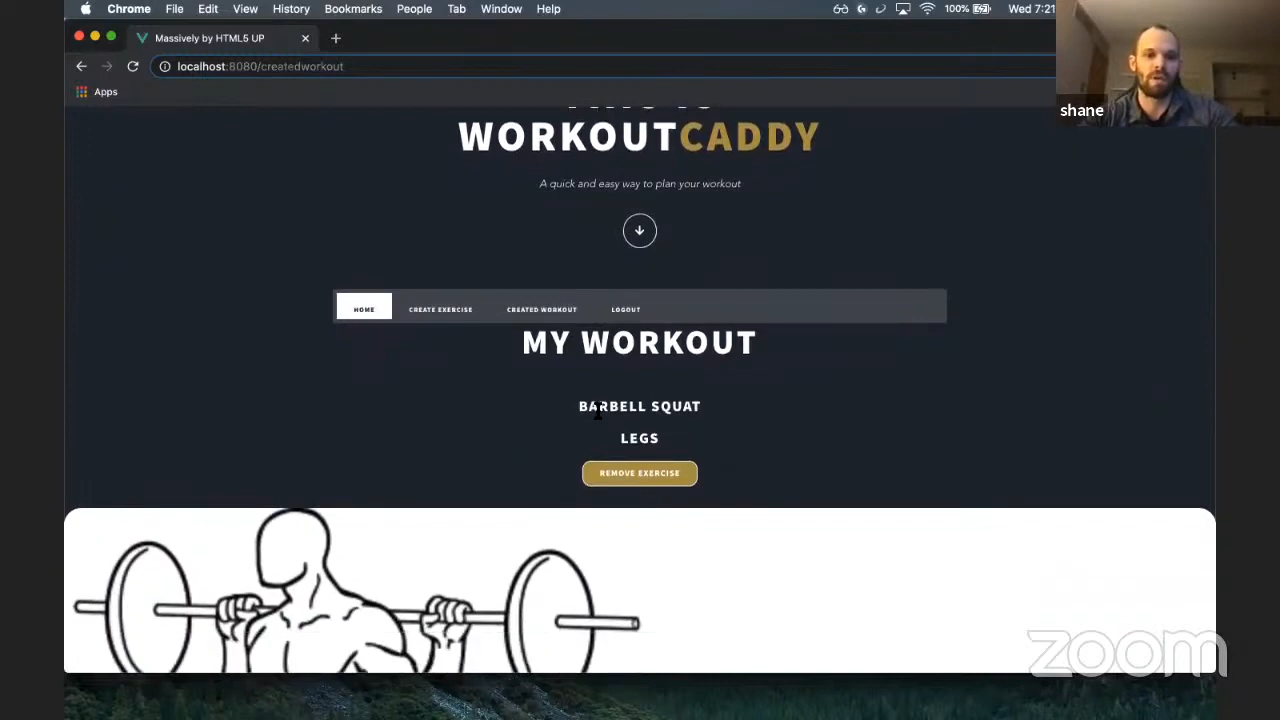 Chrome File Edit View History Bookmarks People Tab Window Help 100% Wed 7:21
Massively by HTML5 UP
localhost:8080/createdworkout
Apps
shane
THIS IS
WORKOUTCADDY
A quick and easy way to plan your workout
HOME CREATE EXERCISE CREATED WORKOUT LOGOUT
MY WORKOUT
BARBELL SQUAT
LEGS
REMOVE EXERCISE
zoom